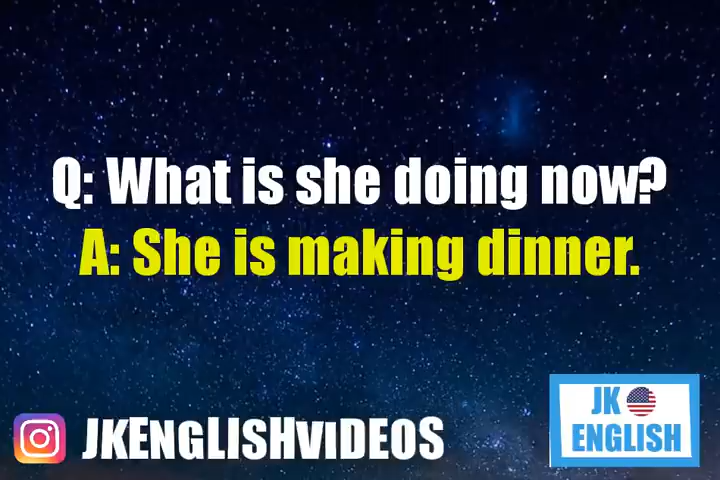 Q: What is she doing now?
A: She is making dinner.
JKENGLISHVIDEOS
JK
ENGLISH